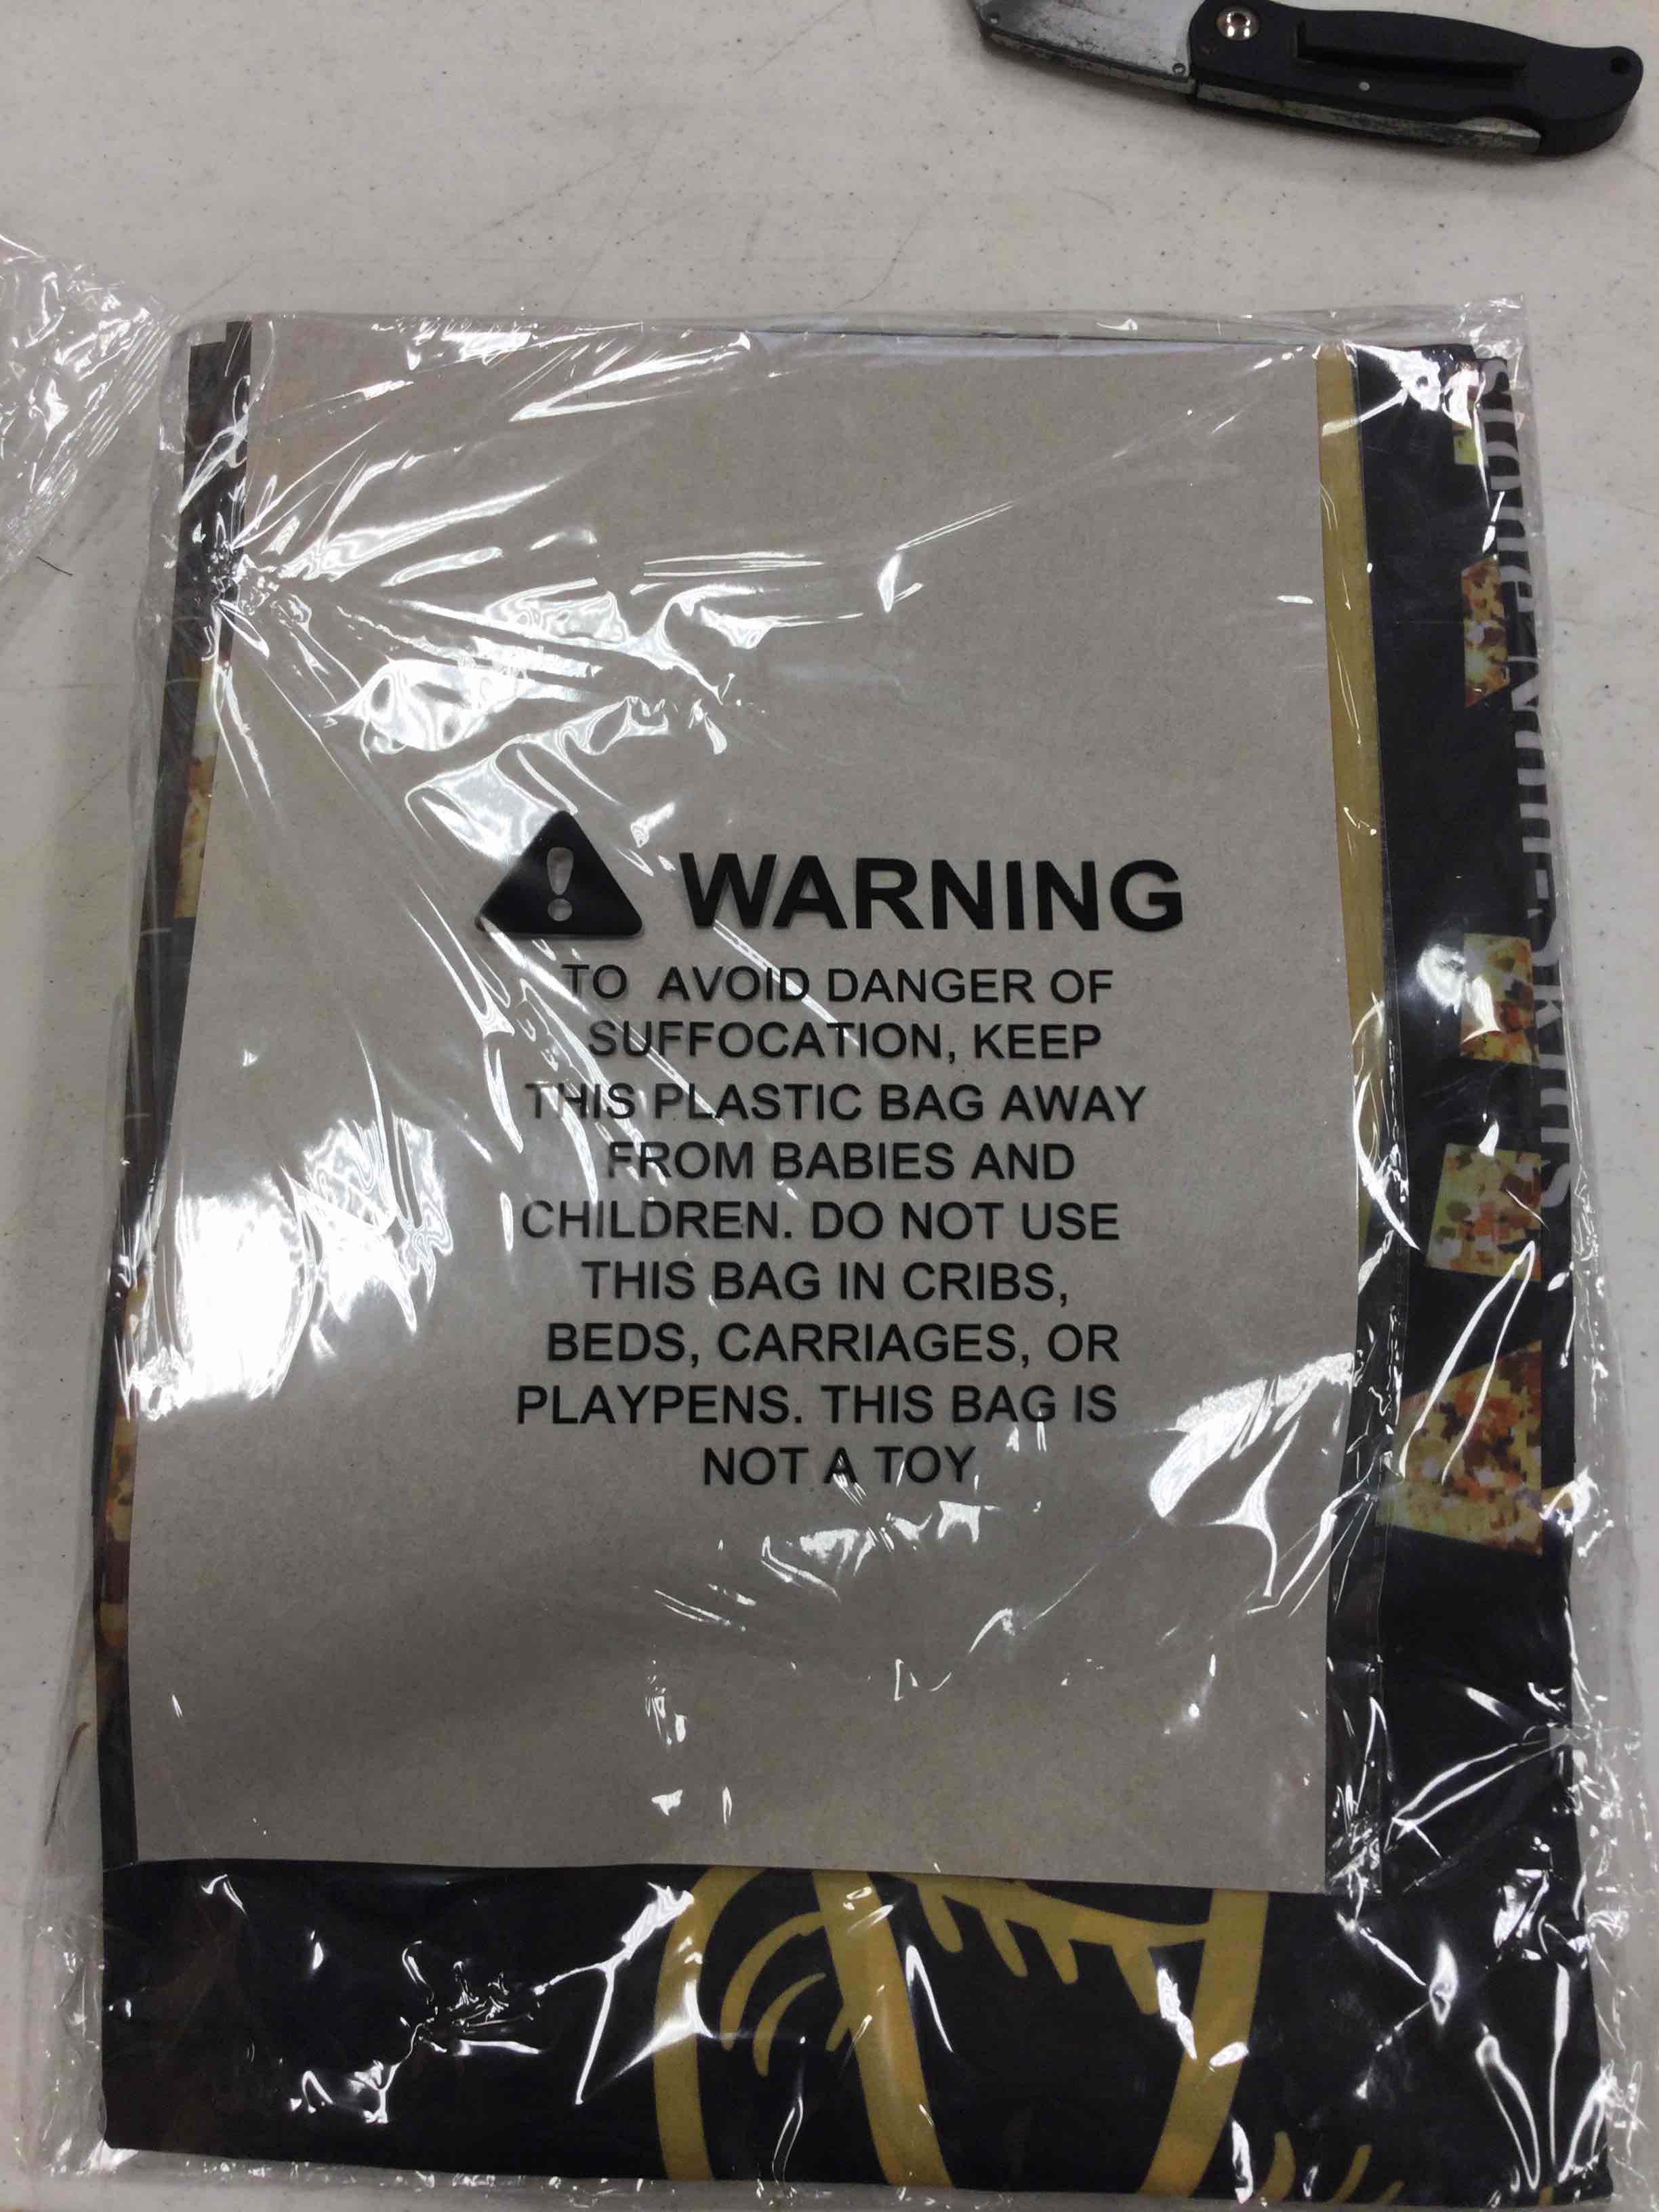 WARNING
TO AVOID DANGER OF
SUFFOCATION, KEEP
THIS PLASTIC BAG AWAY
FROM BABIES AND
CHILDREN. DO NOT USE
THIS BAG IN CRIBS,
BEDS, CARRIAGES, OR
PLAYPENS. THIS BAG IS
NOT A TOY